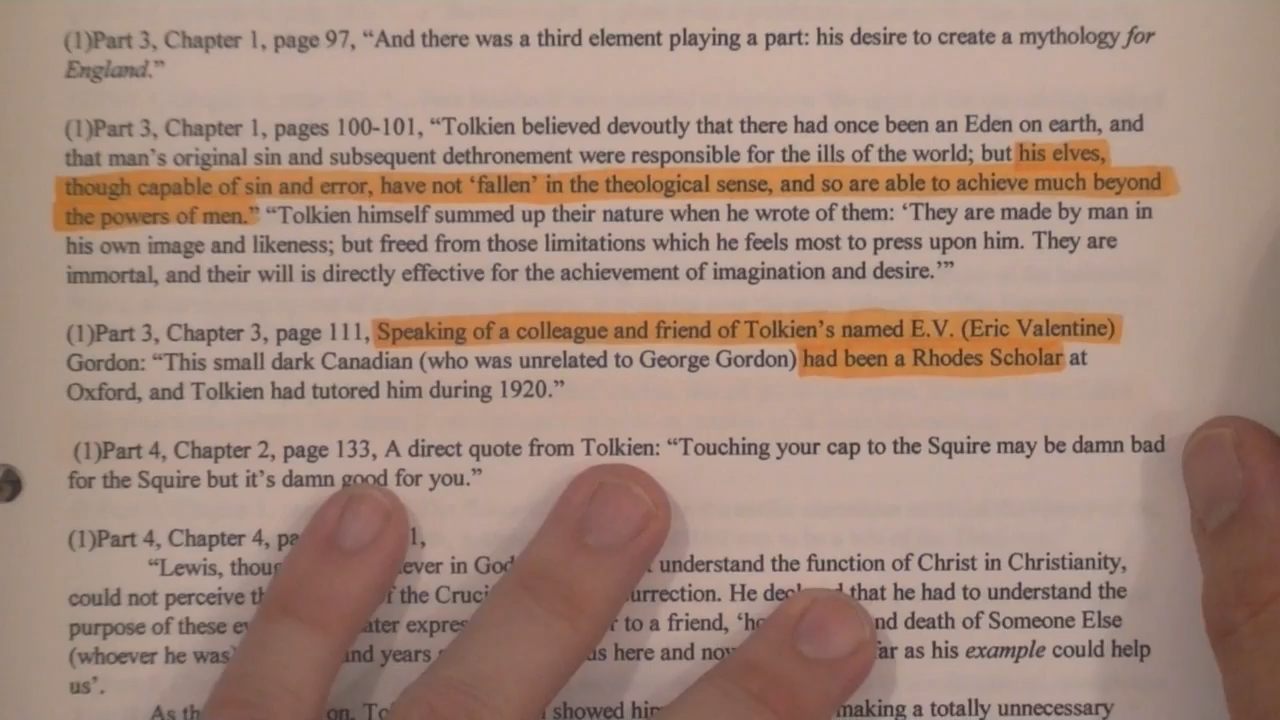 (1)Part 3, Chapter 1, page 97, “And there was a third element playing a part: his desire to create a mythology for
England.”
(1)Part 3, Chapter 1, pages 100-101, “Tolkien believed devoutly that there had once been an Eden on earth, and
that man’s original sin and subsequent dethronement were responsible for the ills of the world; but his elves,
though capable of sin and error, have not ‘fallen’ in the theological sense, and so are able to achieve much beyond
the powers of men.” “Tolkien himself summed up their nature when he wrote of them: ‘They are made by man in
his own image and likeness; but freed from those limitations which he feels most to press upon him. They are
immortal, and their will is directly effective for the achievement of imagination and desire.’”
(1)Part 3, Chapter 3, page 111, Speaking of a colleague and friend of Tolkien’s named E.V. (Eric Valentine)
Gordon: “This small dark Canadian (who was unrelated to George Gordon) had been a Rhodes Scholar at
Oxford, and Tolkien had tutored him during 1920.”
(1)Part 4, Chapter 2, page 133, A direct quote from Tolkien: “Touching your cap to the Squire may be damn bad
for the Squire but it’s damn good for you.”
(1)Part 4, Chapter 4, 1,
“Lewis, in understand the function of Christ in Christianity,
could not perceive the He that he had to understand the
purpose of these to a friend, death of Someone Else
(whoever he was years here and as his example could help
us’.
As showed making a totally unnecessary